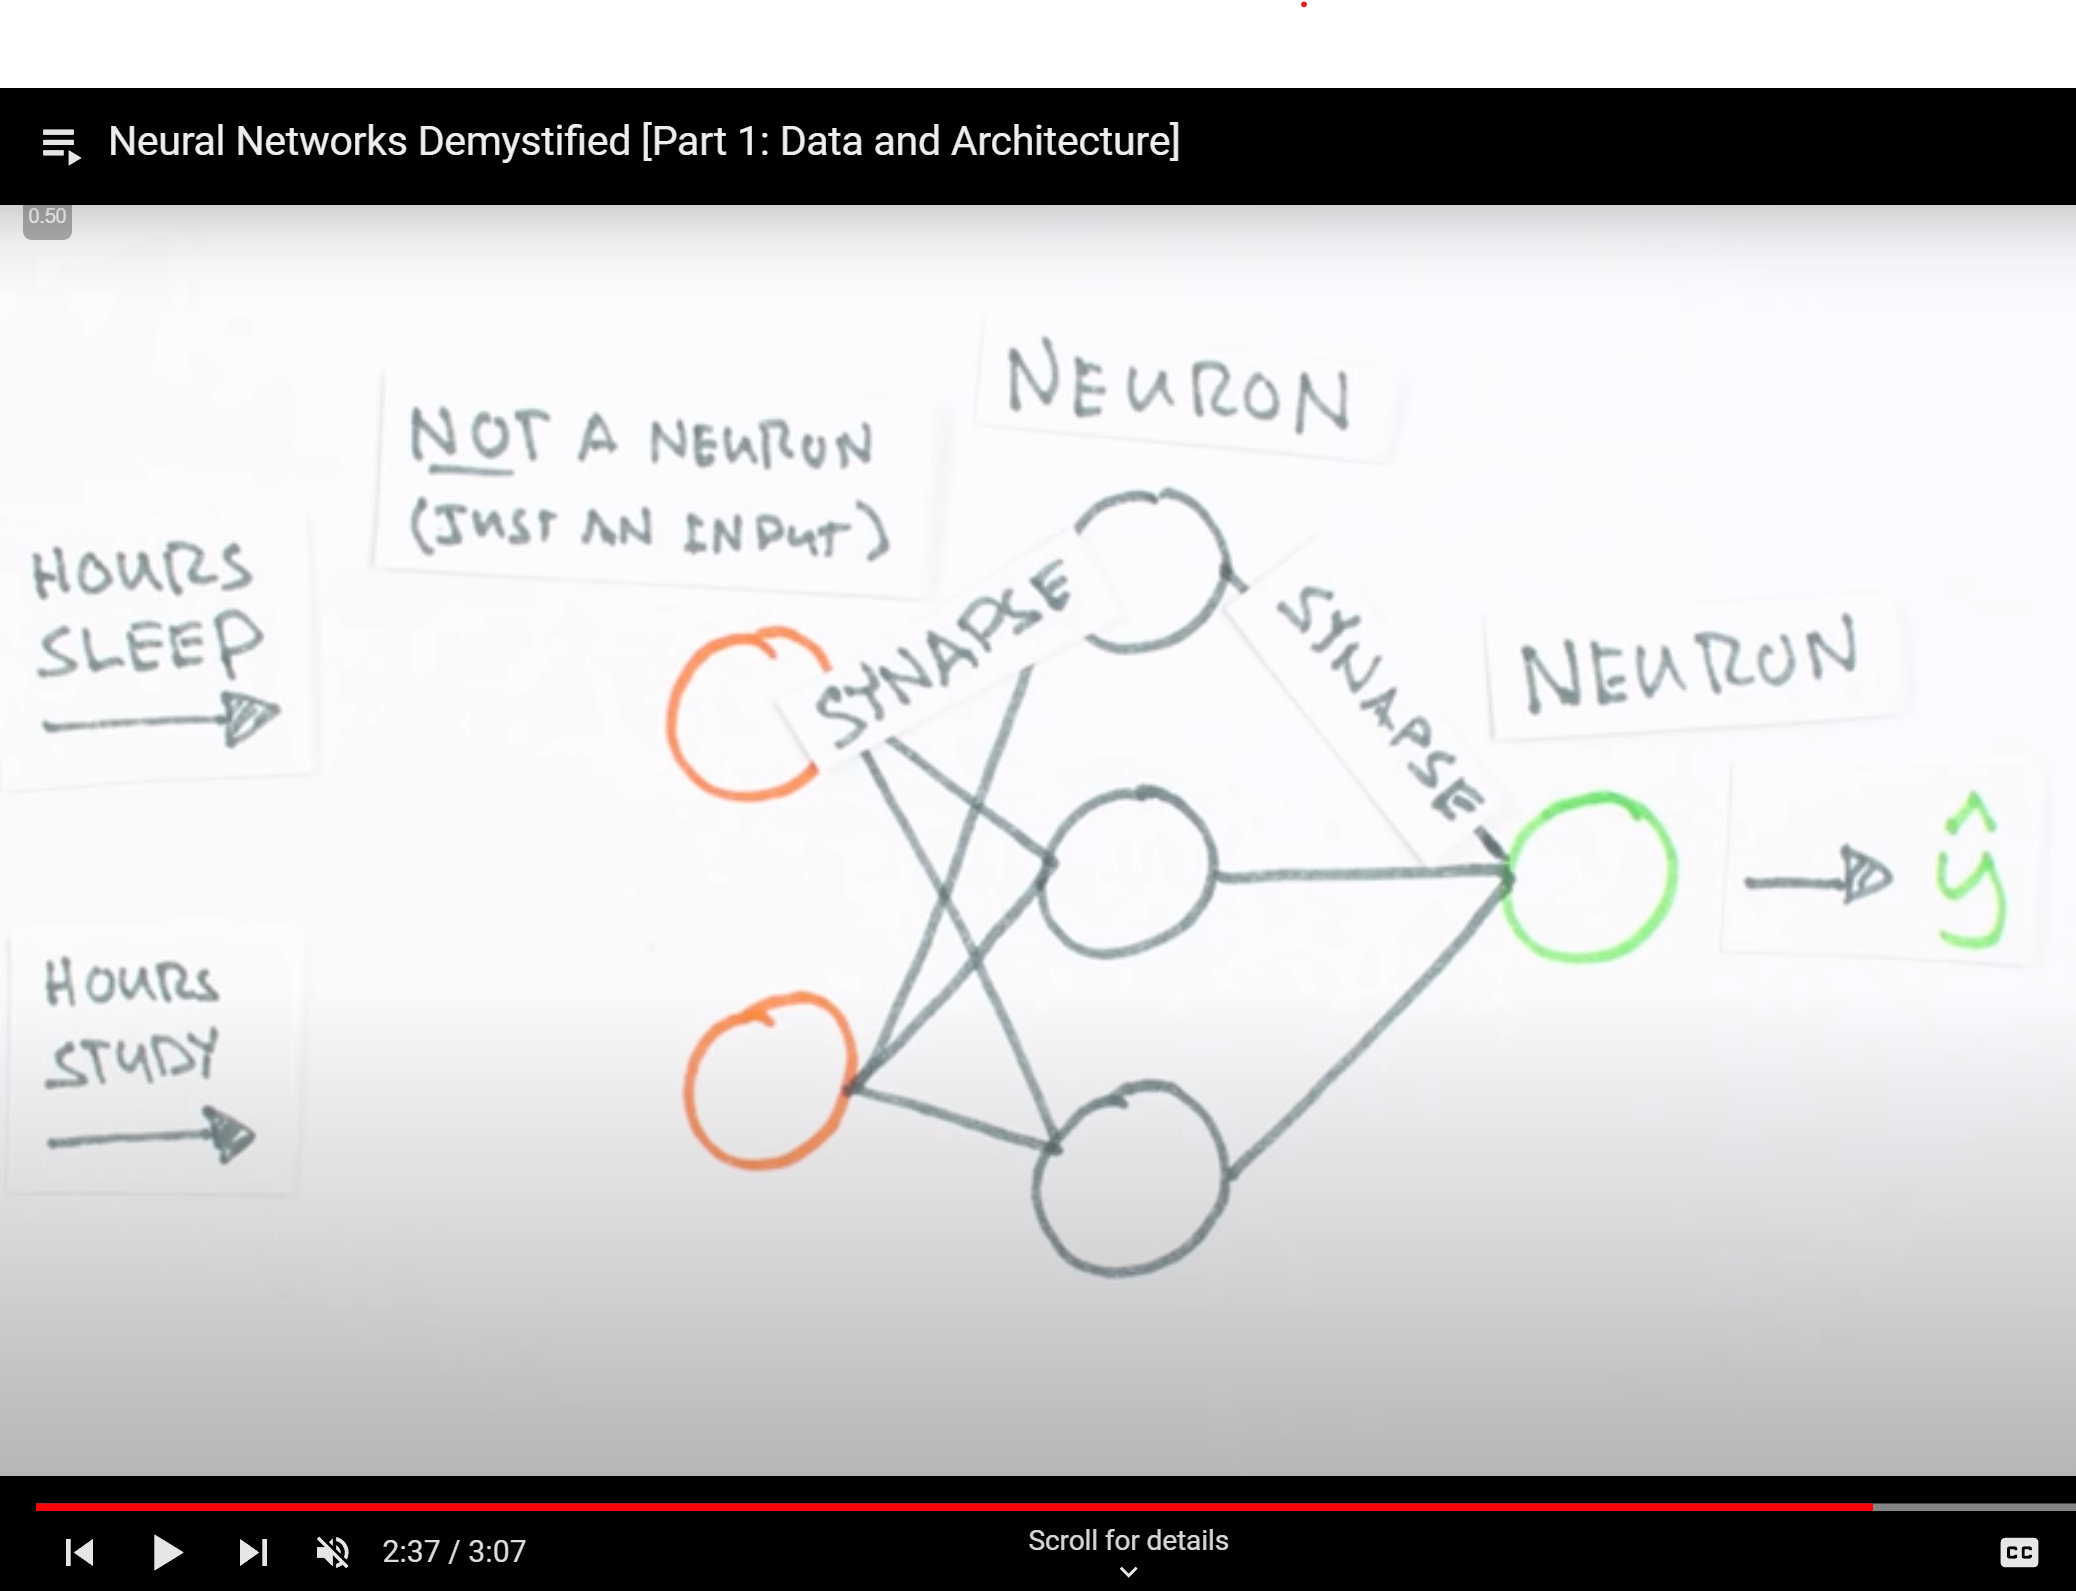 Neural Networks Demystified [Part 1: Data and Architecture]
0.50
NEURON
NOT A NEURON
(JUST AN INPUT)
HOURS
SLEEP
SYNAPSE
SYNAPSE
NEURON
ŷ
HOURS
STUDY
2:37 / 3:07
Scroll for details
CC